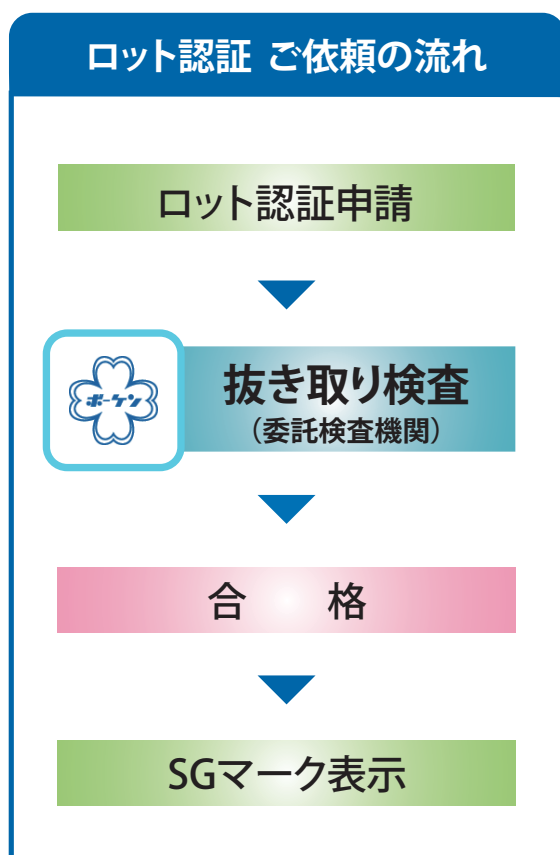 ロット認証 ご依頼の流れ
ロット認証申請
ボーケン
抜き取り検査
（委託検査機関）
合　格
SGマーク表示